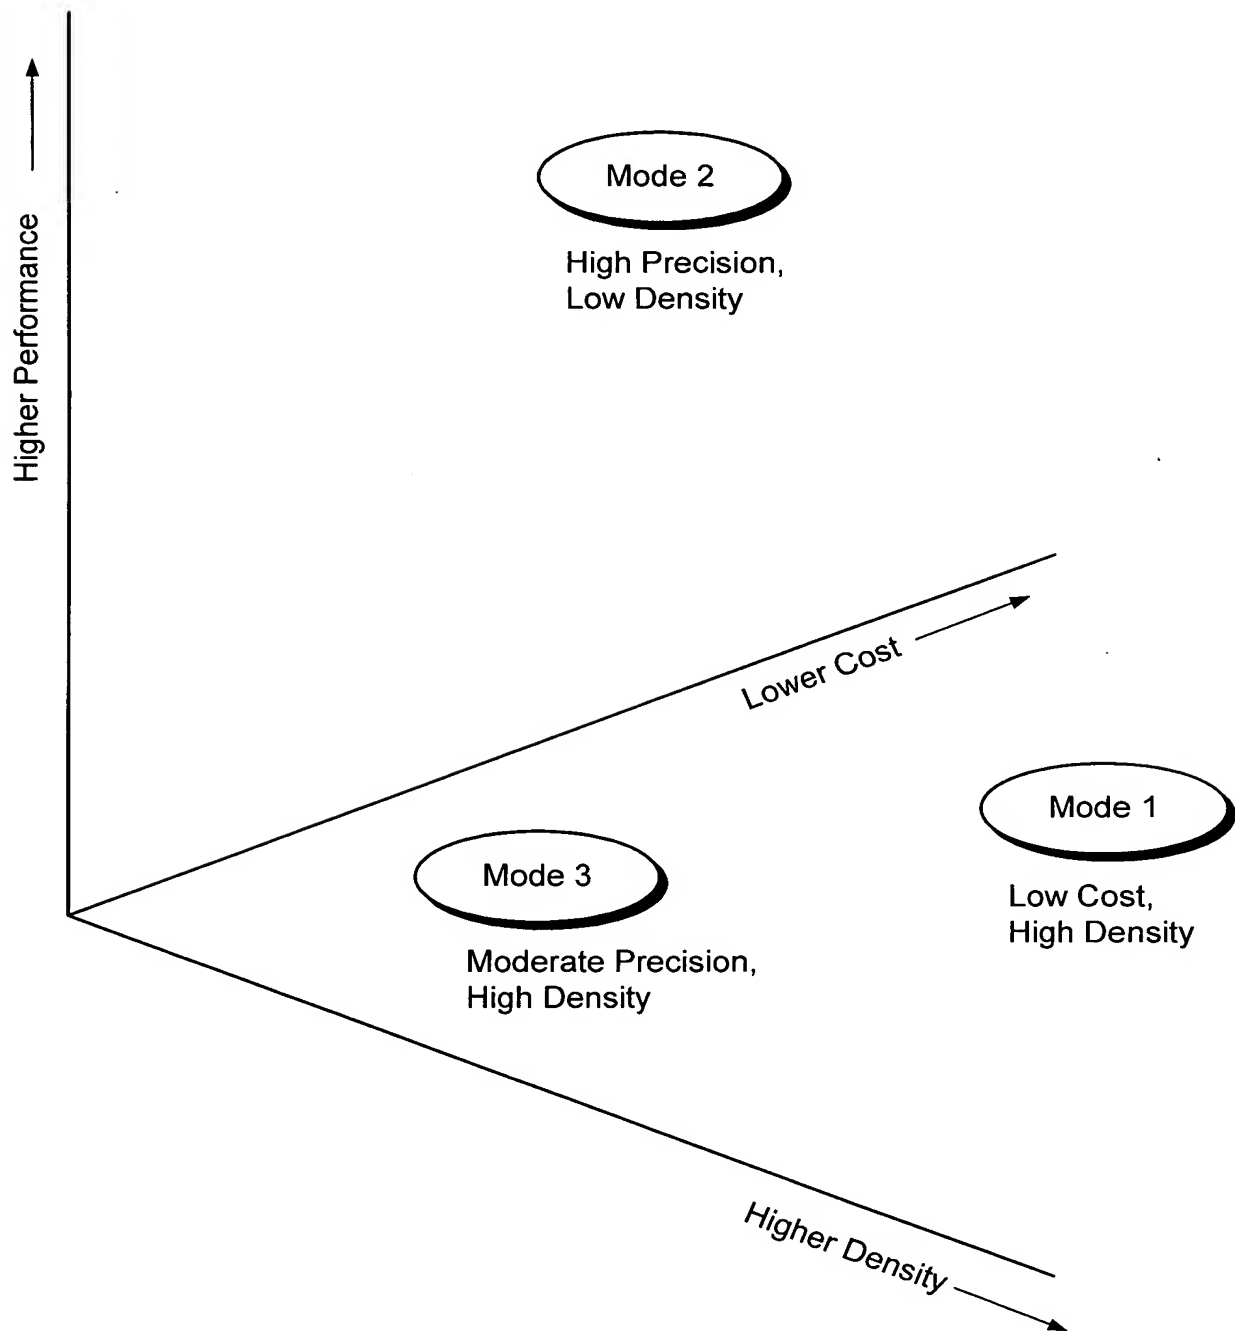 Higher Performance
Mode 2
High Precision,
Low Density
Lower Cost
Mode 1
Low Cost,
High Density
Mode 3
Moderate Precision,
High Density
Higher Density